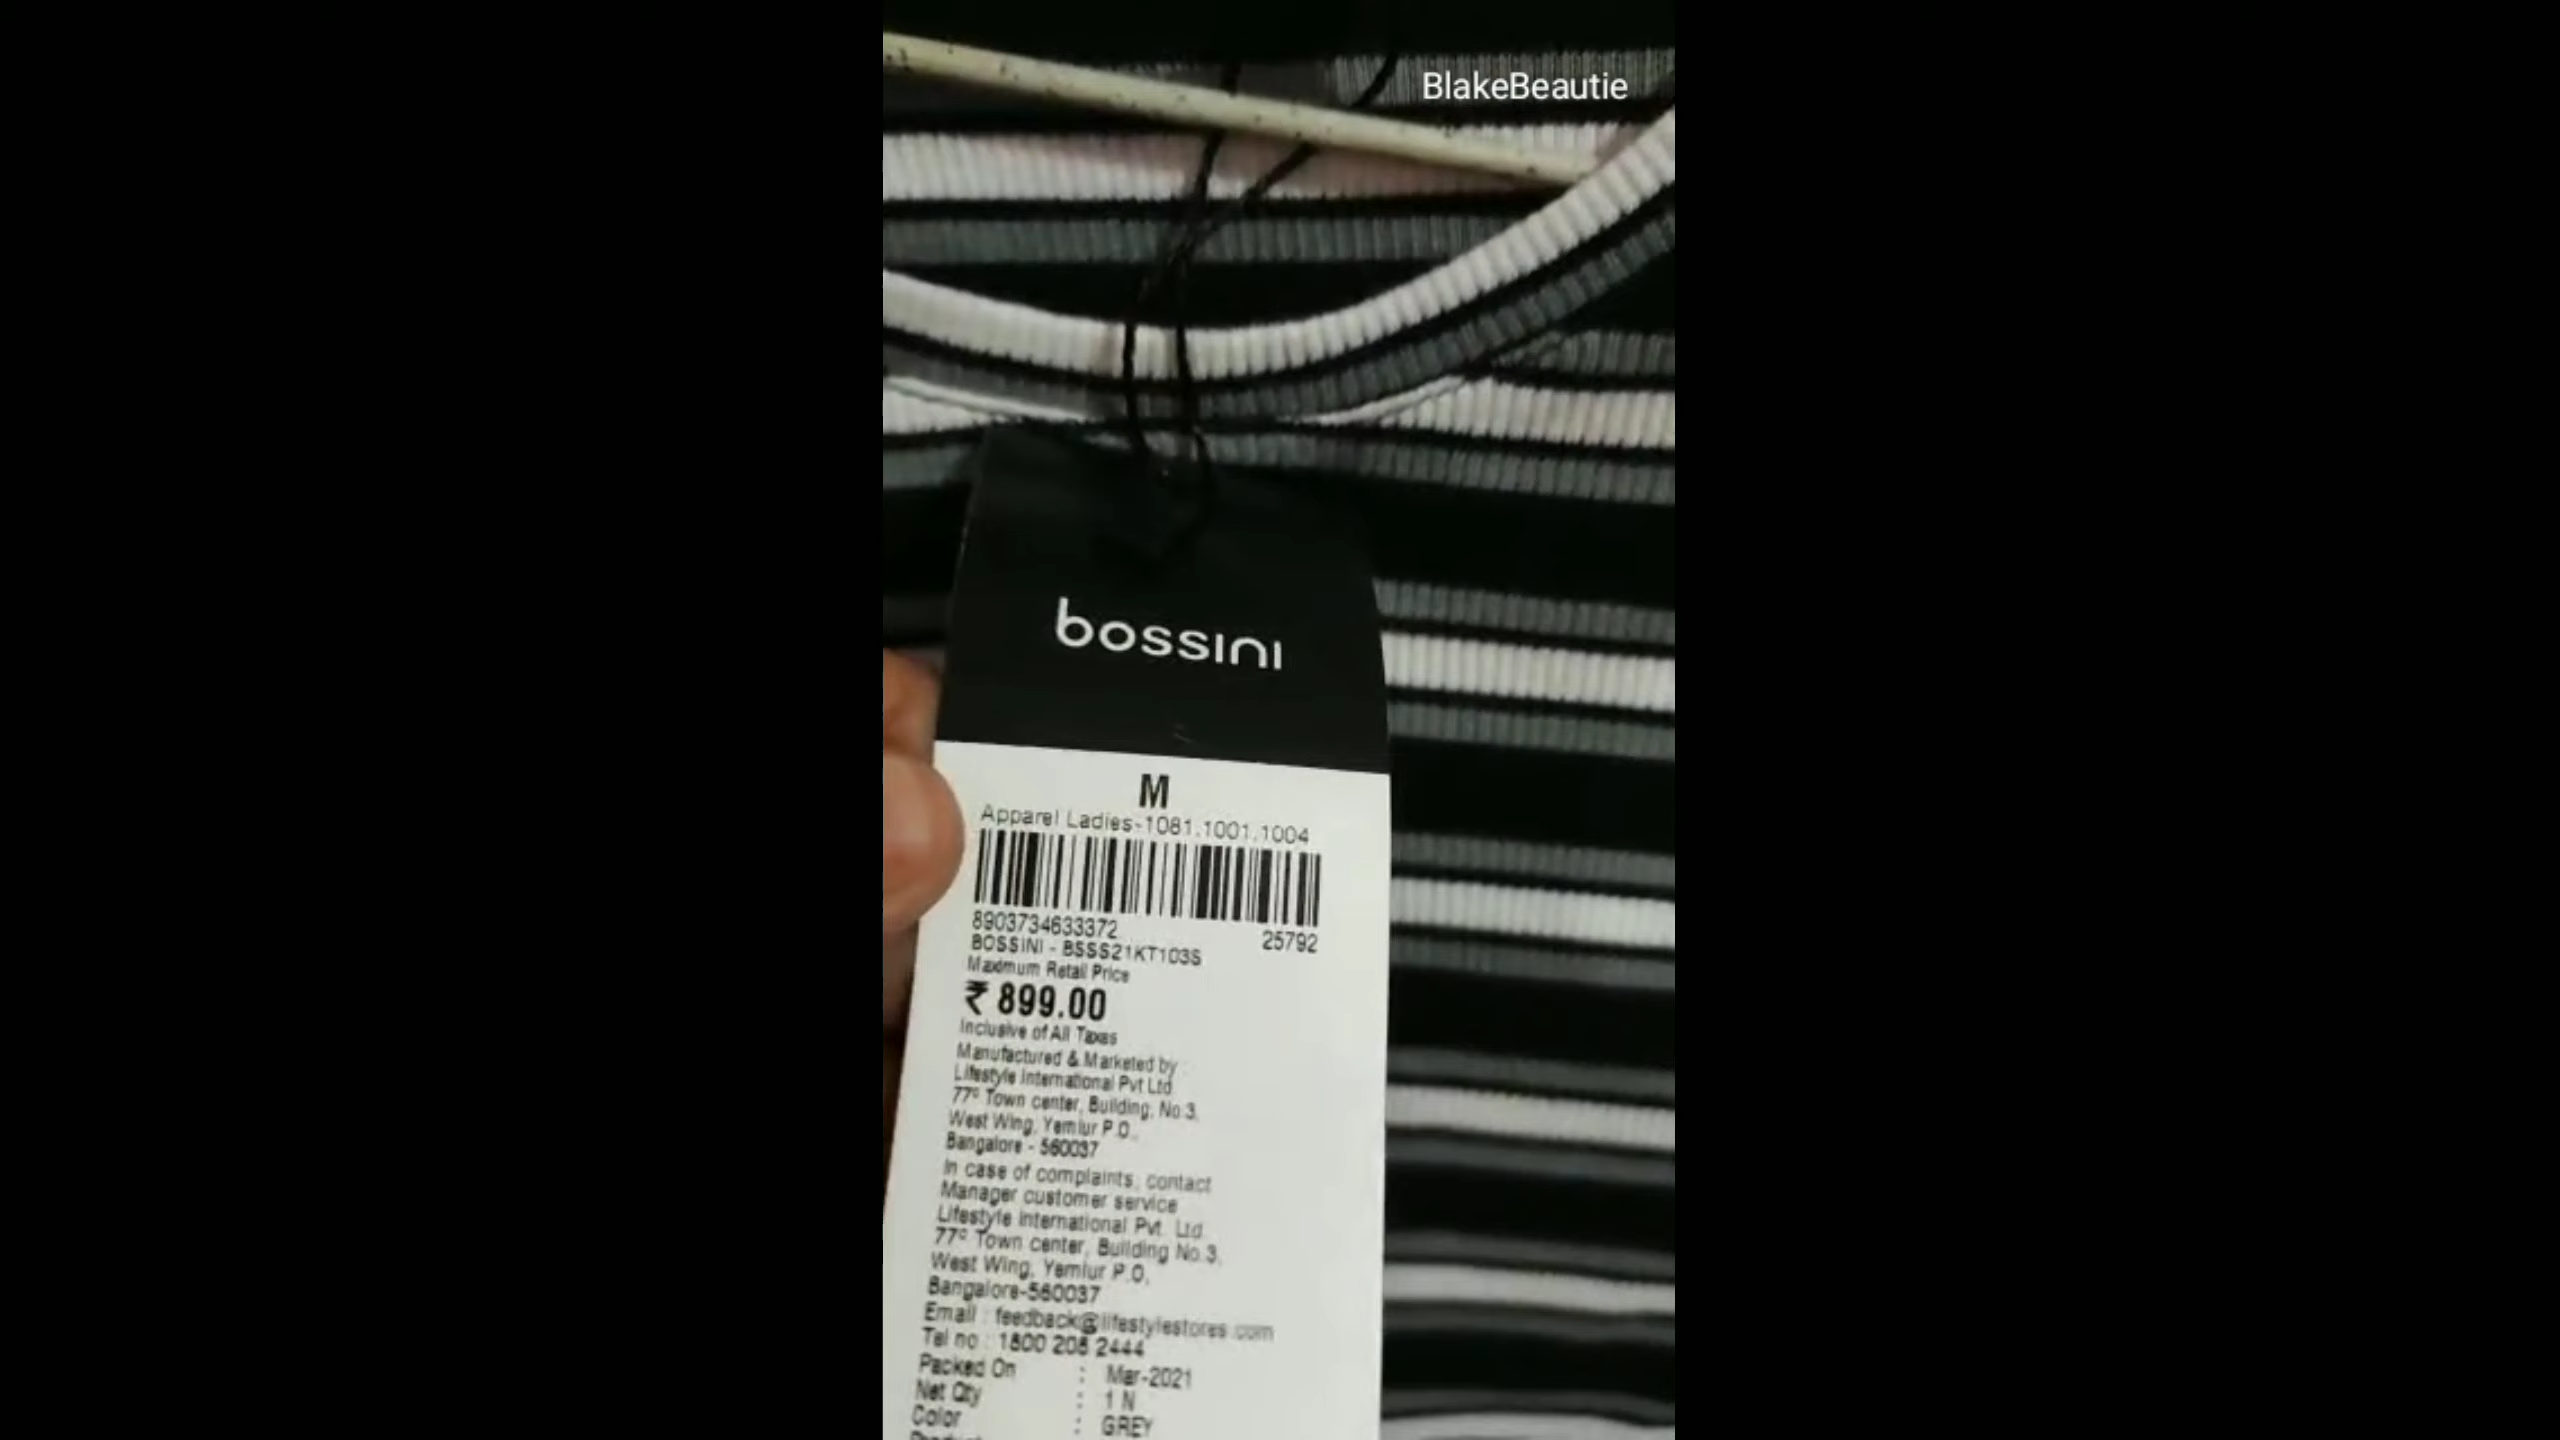 BlakeBeautie
bossini
M
Apparel Ladies-1081.1001.1004
8903734633372 25792
BOSSINI - BSSS21KT103S
Maximum Retail Price
₹ 899.00
Inclusive of All Taxes
Manufactured & Marketed by :
Lifestyle International Pvt Ltd
77° Town center, Building, No 3,
West Wing, Yemlur P.O.,
Bangalore - 560037
In case of complaints, contact
Manager customer service
Lifestyle International Pvt. Ltd
77° Town center, Building No.3,
West Wing, Yemlur P.O,
Bangalore-560037
Email : feedback@lifestylestores.com
Tel no : 1800 208 2444
Packed On : Mar-2021
Net Qty : 1 N
Color : GREY